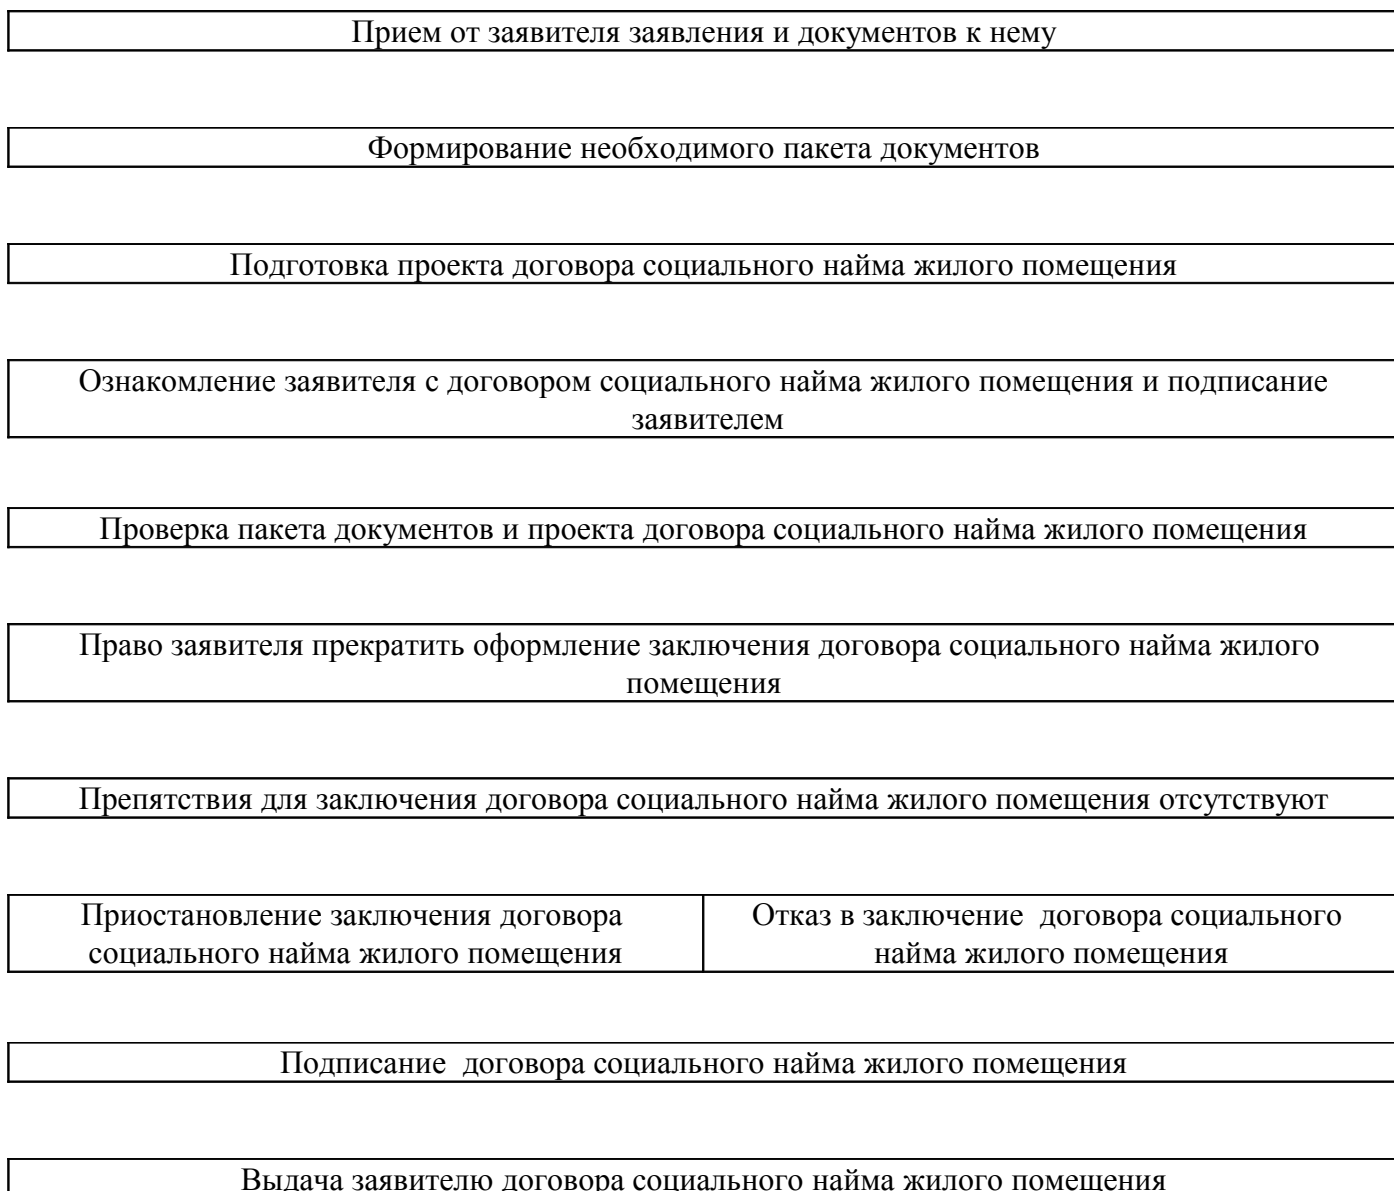 Прием от заявителя заявления и документов к нему
Формирование необходимого пакета документов
Подготовка проекта договора социального найма жилого помещения
Ознакомление заявителя с договором социального найма жилого помещения и подписание
заявителем
Проверка пакета документов и проекта договора социального найма жилого помещения
Право заявителя прекратить оформление заключения договора социального найма жилого
помещения
Препятствия для заключения договора социального найма жилого помещения отсутствуют
Приостановление заключения договора
социального найма жилого помещения
Отказ в заключение  договора социального
найма жилого помещения
Подписание  договора социального найма жилого помещения
Выдача заявителю договора социального найма жилого помещения